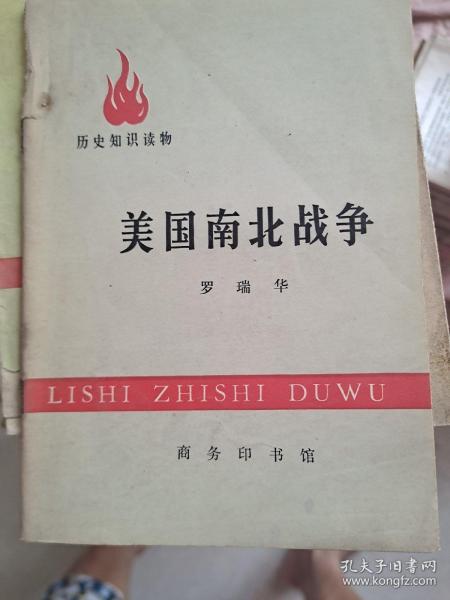 历史知识读物
美国南北战争
罗瑞华
LISHI ZHISHI DUWU
商务印书馆
孔夫子旧书网
www.kongfz.com